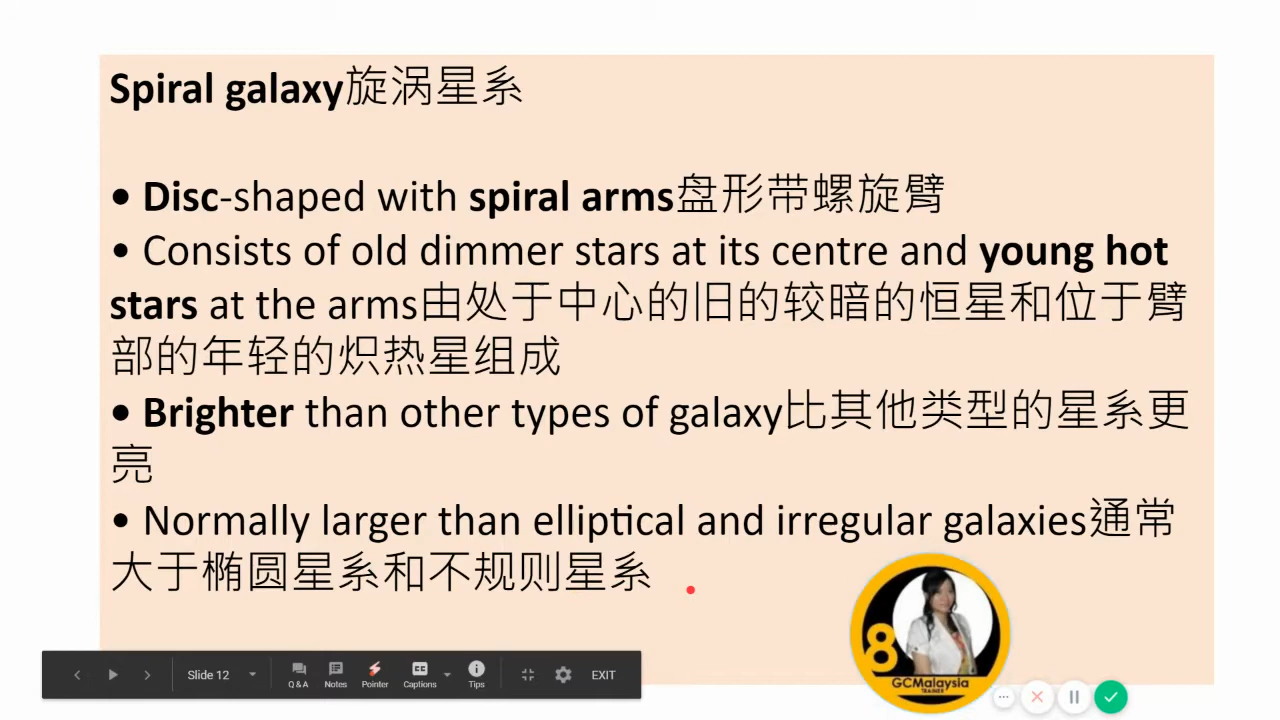 Spiral galaxy旋涡星系
• Disc-shaped with spiral arms盘形带螺旋臂
• Consists of old dimmer stars at its centre and young hot
stars at the arms由处于中心的旧的较暗的恒星和位于臂
部的年轻的炽热星组成
• Brighter than other types of galaxy比其他类型的星系更
亮
• Normally larger than elliptical and irregular galaxies通常
大于椭圆星系和不规则星系
8
GCMalaysia
TRAINER
Slide 12
Q & A
Notes
Pointer
CC
Captions
Tips
EXIT